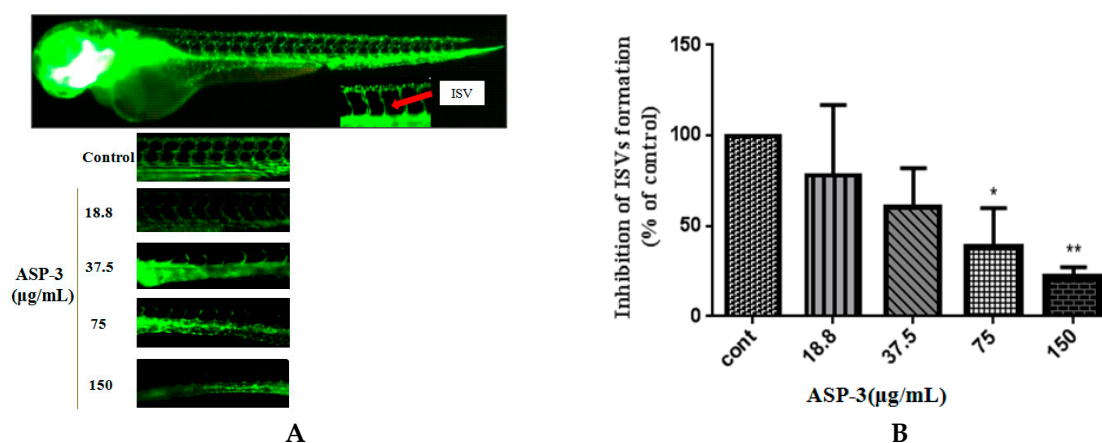 ISV
Control
18.8
37.5
ASP-3
(µg/mL)
75
150
A
Inhibition of ISVs formation
(% of control)
150
100
50
0
*
**
cont
18.8
37.5
75
150
ASP-3(µg/mL)
B